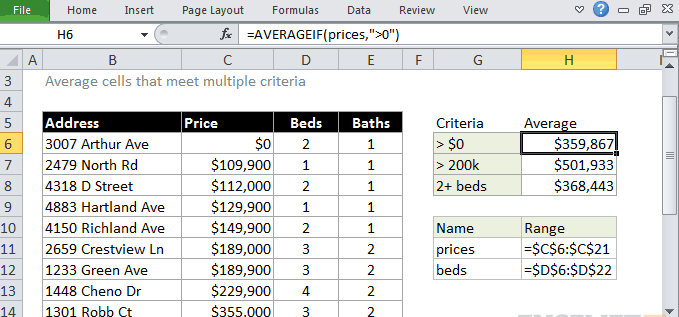 File Home Insert Page Layout Formulas Data Review View
H6 fx =AVERAGEIF(prices,">0")
A B C D E F G H
3 Average cells that meet multiple criteria
4
5 Address Price Beds Baths Criteria Average
6 3007 Arthur Ave $0 2 1 > $0 $359,867
7 2479 North Rd $109,900 1 1 > 200k $501,933
8 4318 D Street $112,000 2 1 2+ beds $368,443
9 4883 Hartland Ave $129,900 1 1
10 4150 Richland Ave $149,900 2 1 Name Range
11 2659 Crestview Ln $189,000 3 2 prices =$C$6:$C$21
12 1233 Green Ave $189,900 3 2 beds =$D$6:$D$22
13 1448 Cheno Dr $229,900 4 2
14 1301 Robb Ct $355,000 3 2